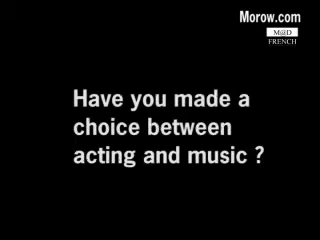 Morow.com
M@D
FRENCH
Have you made a
choice between
acting and music ?